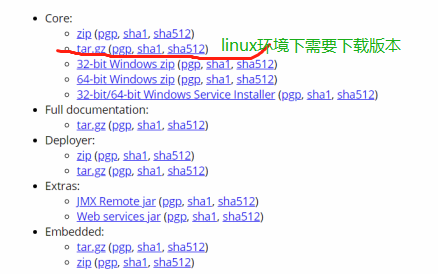 Core:
zip (pgp, sha1, sha512)
tar.gz (pgp, sha1, sha512) linux环境下需要下载版本
32-bit Windows zip (pgp, sha1, sha512)
64-bit Windows zip (pgp, sha1, sha512)
32-bit/64-bit Windows Service Installer (pgp, sha1, sha512)
Full documentation:
tar.gz (pgp, sha1, sha512)
Deployer:
zip (pgp, sha1, sha512)
tar.gz (pgp, sha1, sha512)
Extras:
JMX Remote jar (pgp, sha1, sha512)
Web services jar (pgp, sha1, sha512)
Embedded:
tar.gz (pgp, sha1, sha512)
zip (pgp, sha1, sha512)